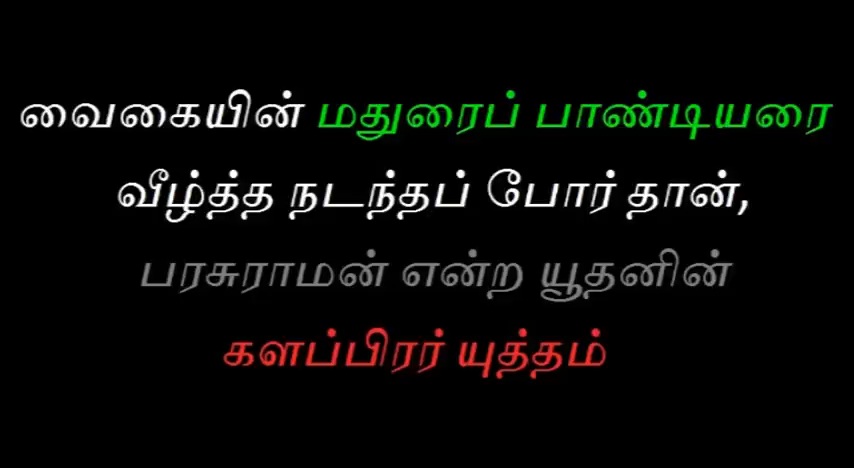 வைகையின் மதுரைப் பாண்டியரை
வீழ்த்த நடந்தப் போர் தான்,
பரசுராமன் என்ற யூதனின்
களப்பிரர் யுத்தம்